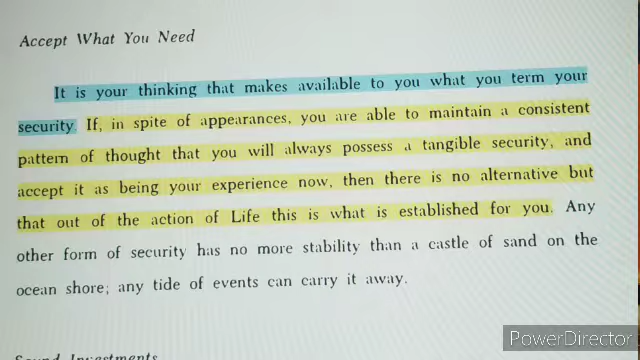 Accept What You Need
It is your thinking that makes available to you what you term your
security. If, in spite of appearances, you are able to maintain a consistent
pattern of thought that you will always possess a tangible security, and
accept it as being your experience now, then there is no alternative but
that out of the action of Life this is what is established for you. Any
other form of security has no more stability than a castle of sand on the
ocean shore; any tide of events can carry it away.
Sound Investments
PowerDirector